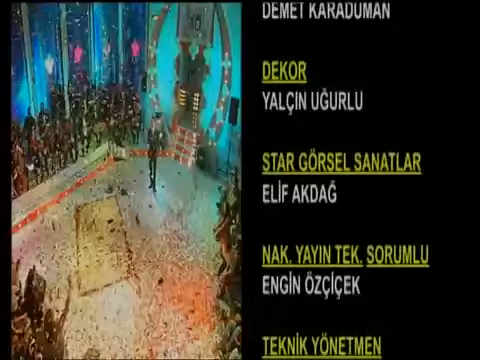 DEMET KARADUMAN
DEKOR
YALÇIN UĞURLU
STAR GÖRSEL SANATLAR
ELİF AKDAĞ
NAK. YAYIN TEK. SORUMLU
ENGİN ÖZÇİÇEK
TEKNİK YÖNETMEN